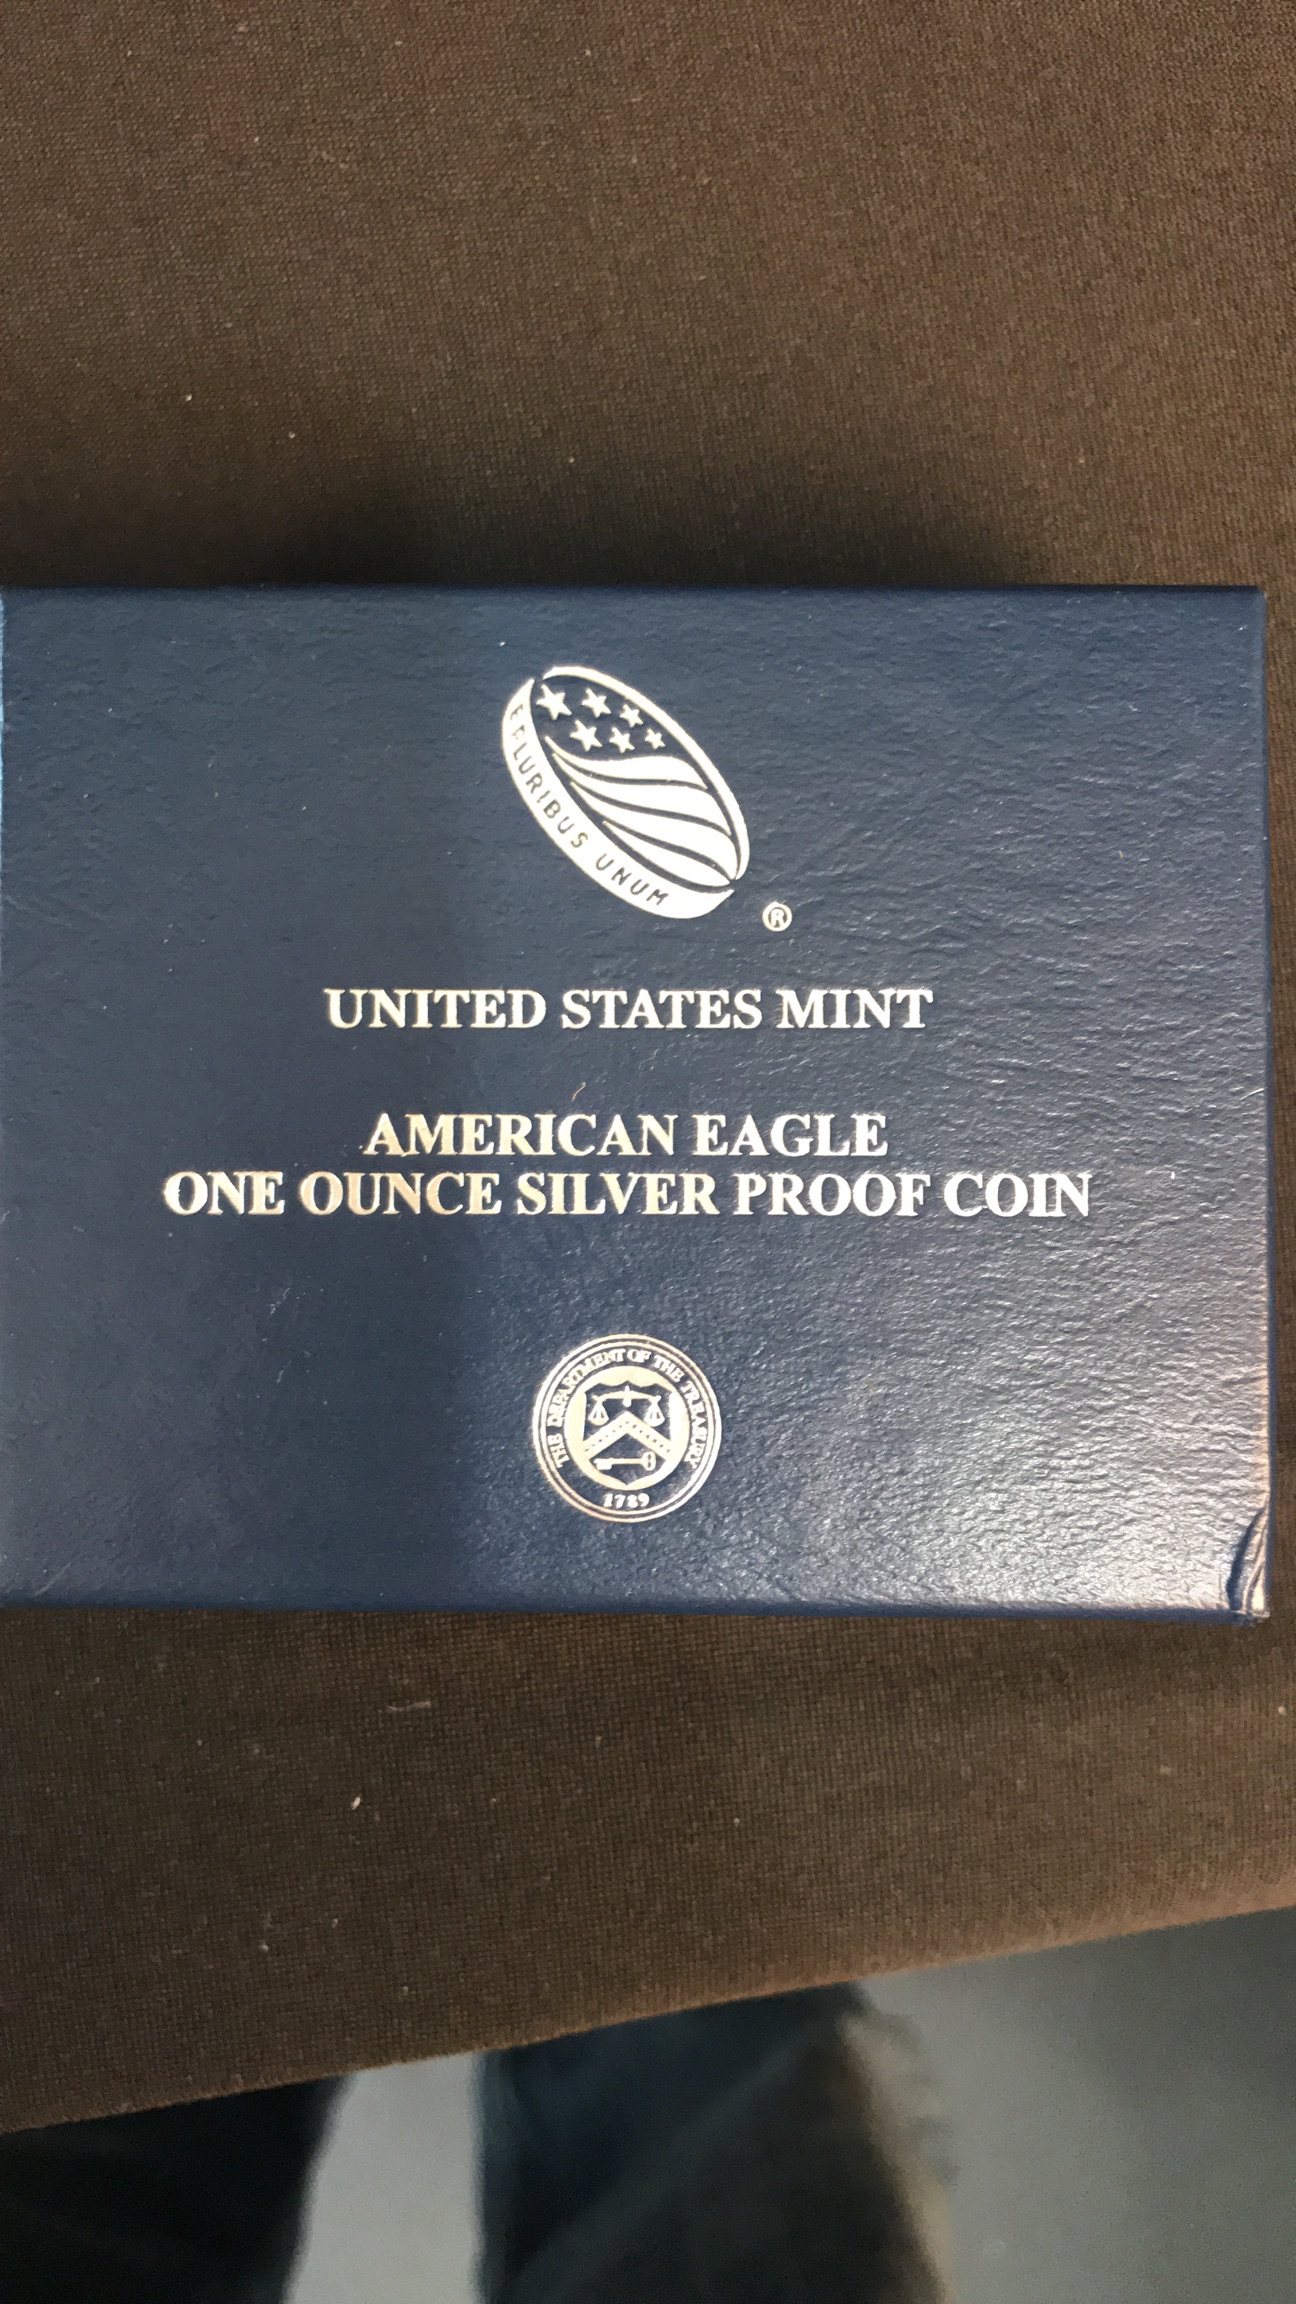 E PLURIBUS UNUM
®
UNITED STATES MINT
AMERICAN EAGLE
ONE OUNCE SILVER PROOF COIN
THE DEPARTMENT OF THE TREASURY
1789